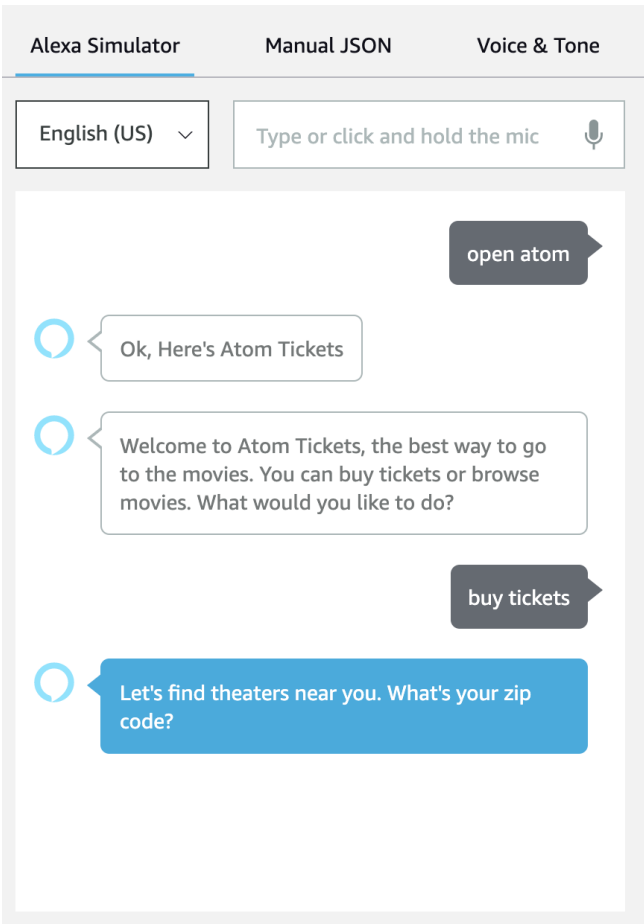 Alexa Simulator Manual JSON Voice & Tone
English (US) Type or click and hold the mic
open atom
Ok, Here's Atom Tickets
Welcome to Atom Tickets, the best way to go
to the movies. You can buy tickets or browse
movies. What would you like to do?
buy tickets
Let's find theaters near you. What's your zip
code?